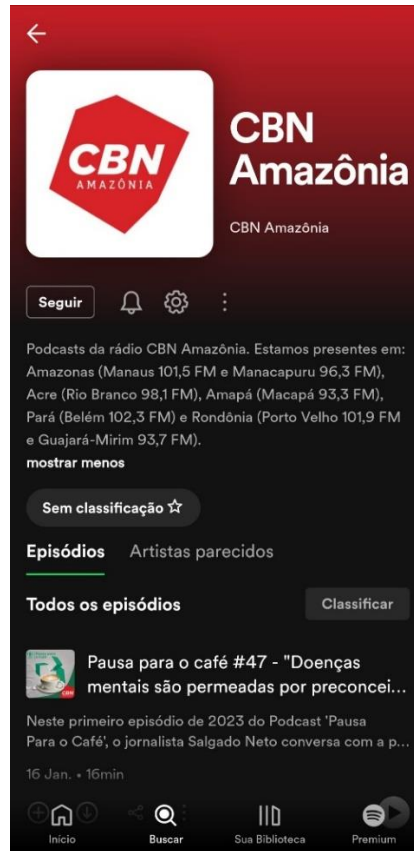 CBN
AMAZÔNIA
CBN
Amazônia
CBN Amazônia
Seguir
Podcasts da rádio CBN Amazônia. Estamos presentes em:
Amazonas (Manaus 101,5 FM e Manacapuru 96,3 FM),
Acre (Rio Branco 98,1 FM), Amapá (Macapá 93,3 FM),
Pará (Belém 102,3 FM) e Rondônia (Porto Velho 101,9 FM
e Guajará-Mirim 93,7 FM).
mostrar menos
Sem classificação
Episódios Artistas parecidos
Todos os episódios Classificar
Pausa para o café #47 - "Doenças
mentais são permeadas por preconcei...
Neste primeiro episódio de 2023 do Podcast 'Pausa
Para o Café', o jornalista Salgado Neto conversa com a p...
16 Jan. • 16min
Início Buscar Sua Biblioteca Premium